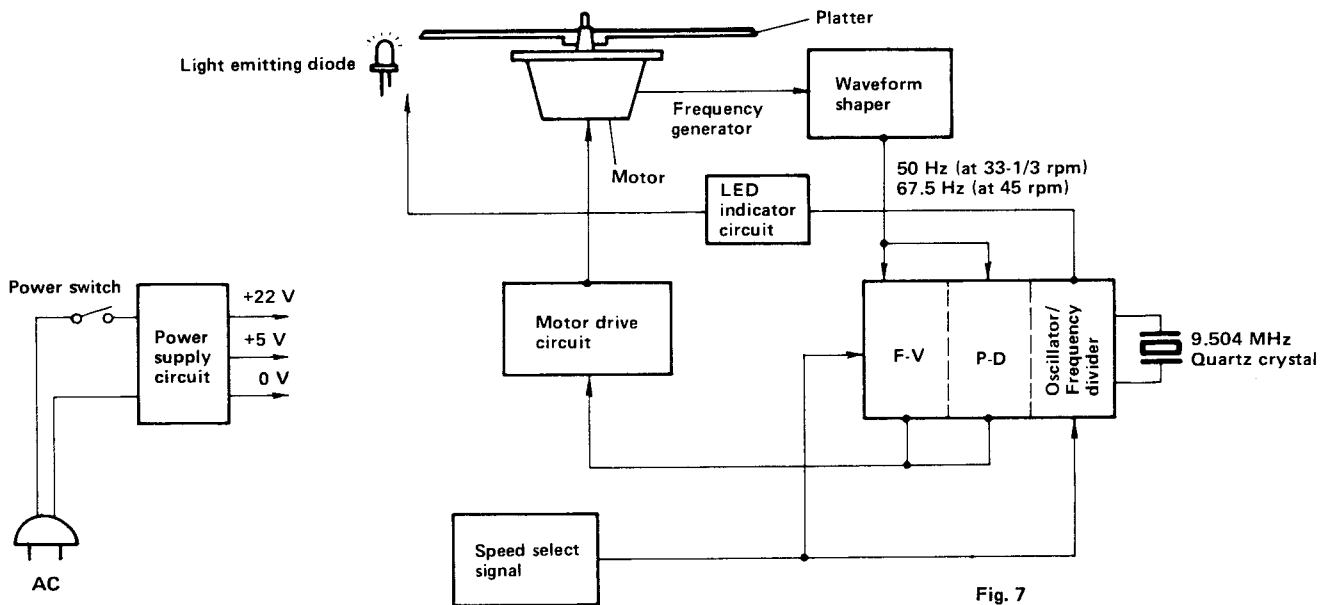 Platter
Light emitting diode
Waveform
shaper
Frequency
generator
Motor
50 Hz (at 33-1/3 rpm)
67.5 Hz (at 45 rpm)
LED
indicator
circuit
Power switch
+22 V
Power
supply
circuit
+5 V
0 V
Motor drive
circuit
F-V
P-D
Oscillator/
Frequency
divider
9.504 MHz
Quartz crystal
Speed select
signal
AC
Fig. 7